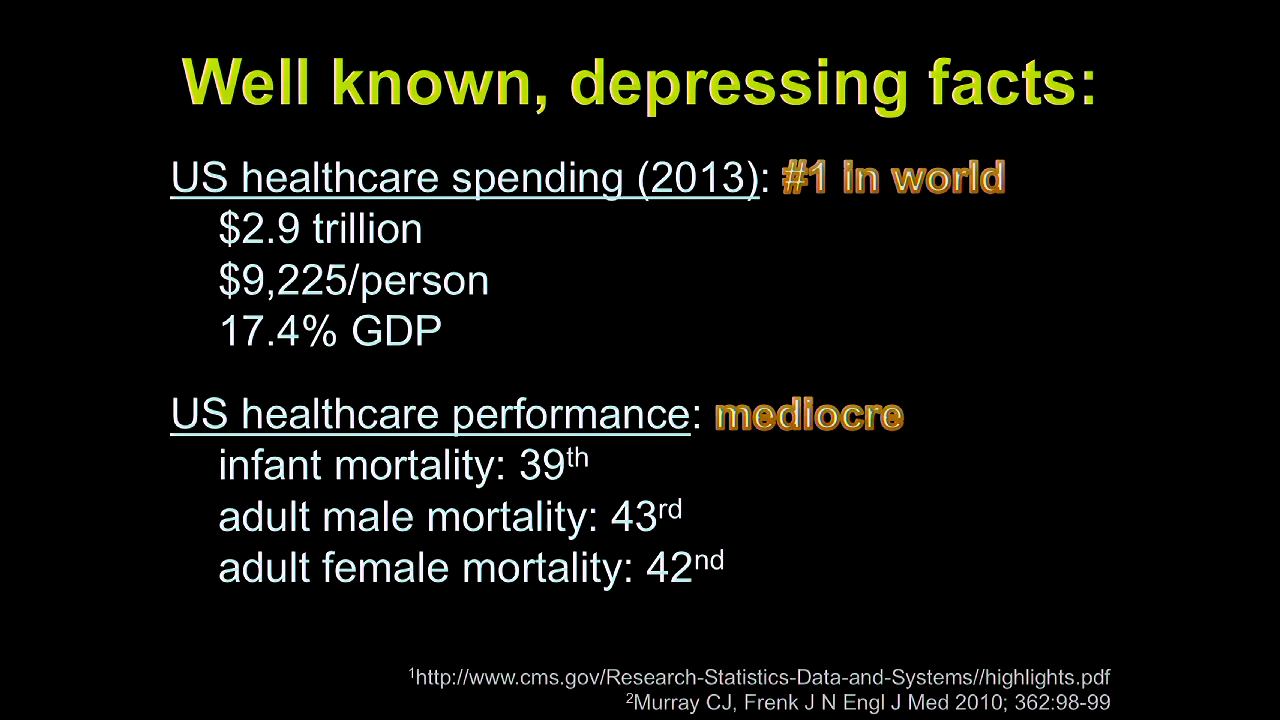 Well known, depressing facts:
US healthcare spending (2013): #1 in world
$2.9 trillion
$9,225/person
17.4% GDP
US healthcare performance: mediocre
infant mortality: 39th
adult male mortality: 43rd
adult female mortality: 42nd
1http://www.cms.gov/Research-Statistics-Data-and-Systems//highlights.pdf
2Murray CJ, Frenk J N Engl J Med 2010; 362:98-99